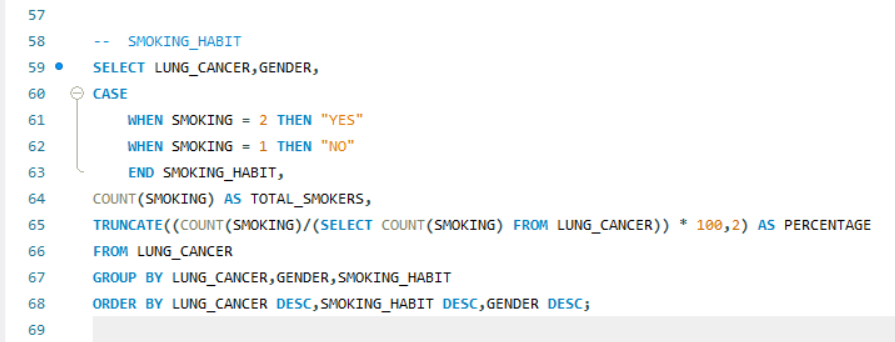 57
58 -- SMOKING_HABIT
59 SELECT LUNG_CANCER,GENDER,
60 CASE
61 WHEN SMOKING = 2 THEN "YES"
62 WHEN SMOKING = 1 THEN "NO"
63 END SMOKING_HABIT,
64 COUNT(SMOKING) AS TOTAL_SMOKERS,
65 TRUNCATE((COUNT(SMOKING)/(SELECT COUNT(SMOKING) FROM LUNG_CANCER)) * 100,2) AS PERCENTAGE
66 FROM LUNG_CANCER
67 GROUP BY LUNG_CANCER,GENDER,SMOKING_HABIT
68 ORDER BY LUNG_CANCER DESC,SMOKING_HABIT DESC,GENDER DESC;
69